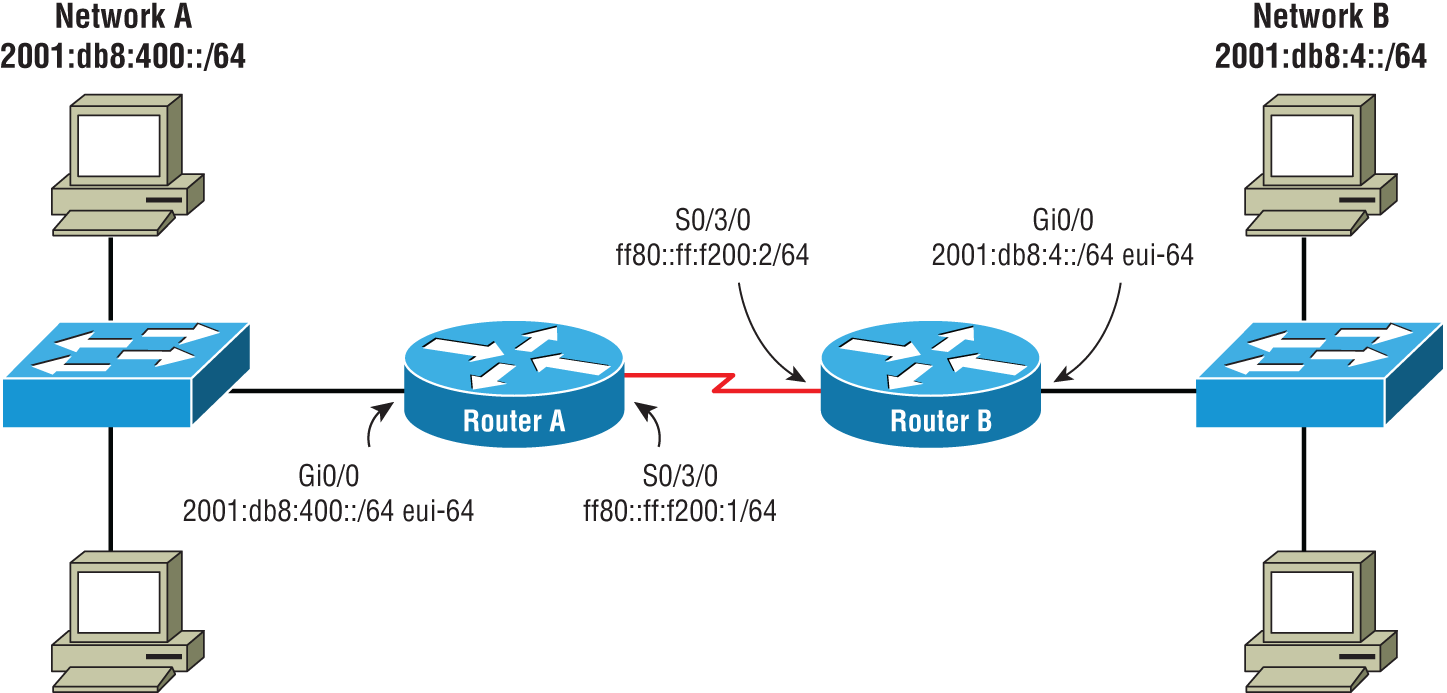 Network A
2001:db8:400::/64
Network B
2001:db8:4::/64
S0/3/0
ff80::ff:f200:2/64
Gi0/0
2001:db8:4::/64 eui-64
Router A
Router B
Gi0/0
2001:db8:400::/64 eui-64
S0/3/0
ff80::ff:f200:1/64